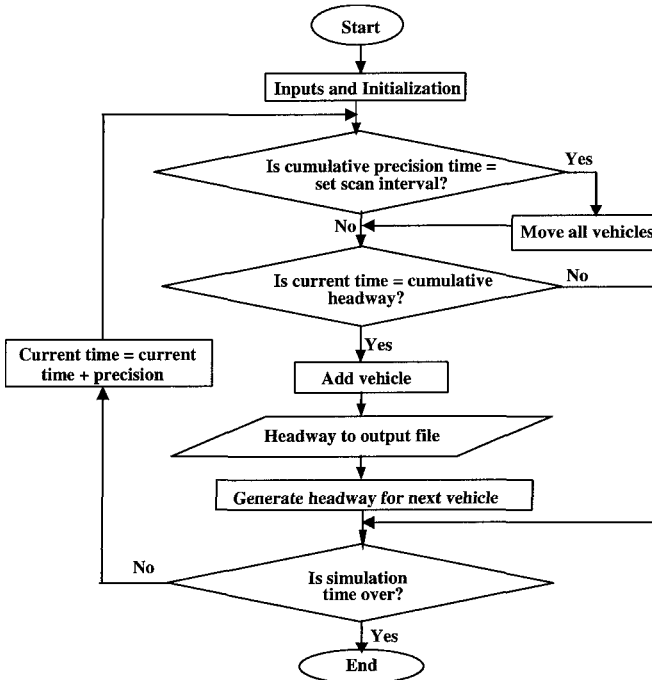 Start
Inputs and Initialization
Is cumulative precision time =
set scan interval?
Yes
No
Move all vehicles
Is current time = cumulative
headway?
No
Yes
Current time = current
time + precision
Add vehicle
Headway to output file
Generate headway for next vehicle
No
Is simulation
time over?
Yes
End